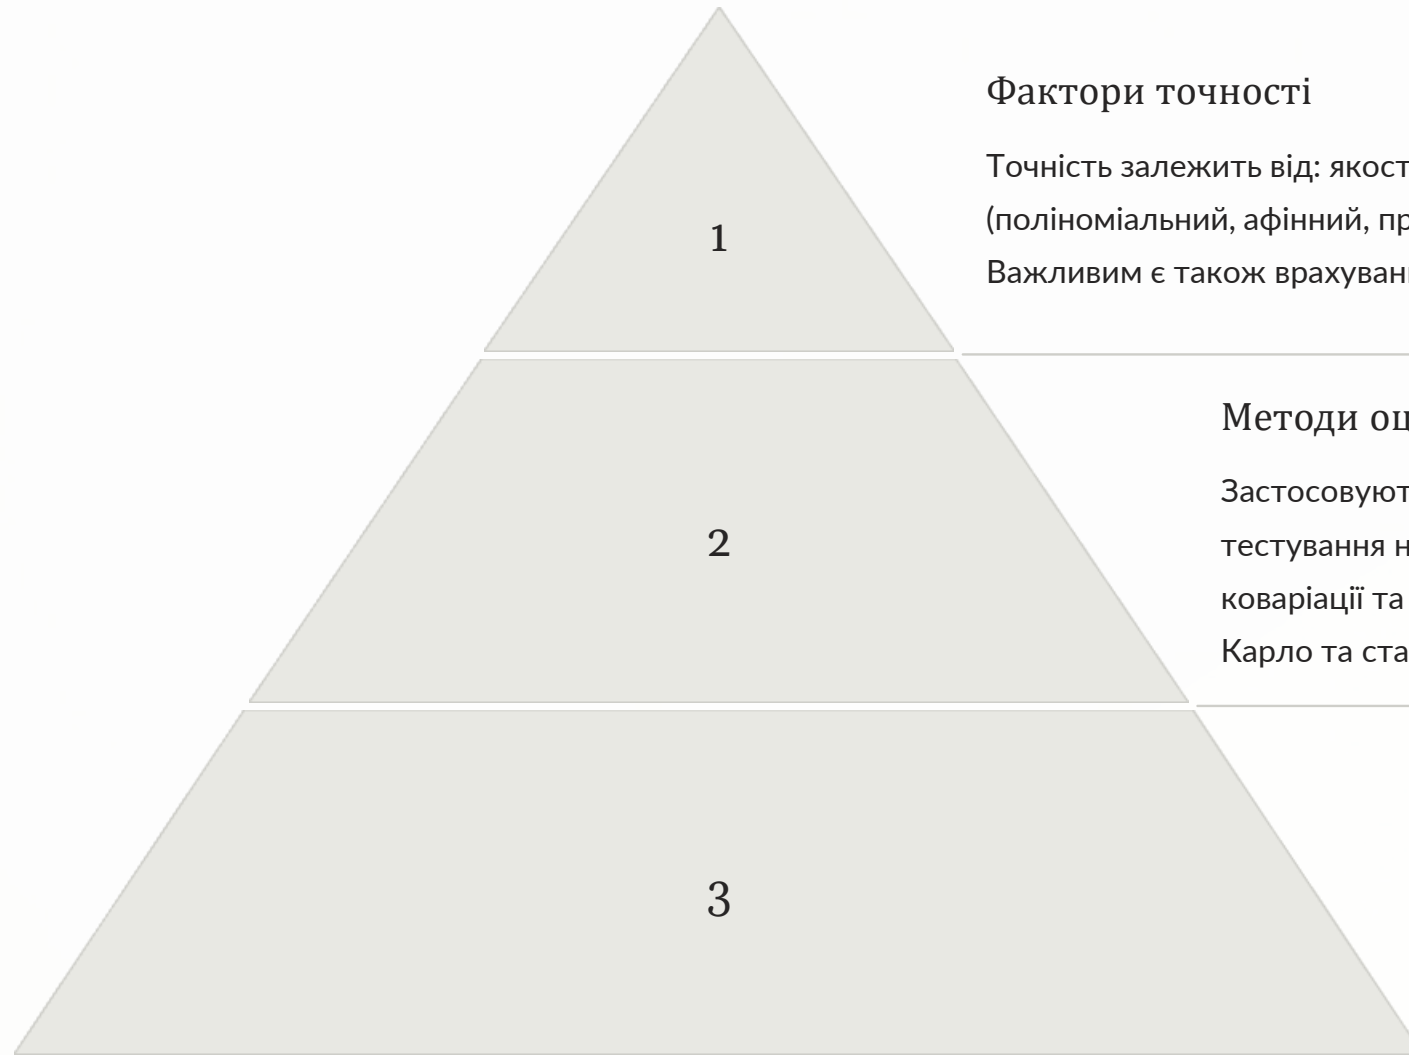 Фактори точності
Точність залежить від: якост
(поліноміальний, афінний, пр
Важливим є також врахуван
1
Методи оц
Застосовуют
тестування н
коваріації та
Карло та ста
2
3